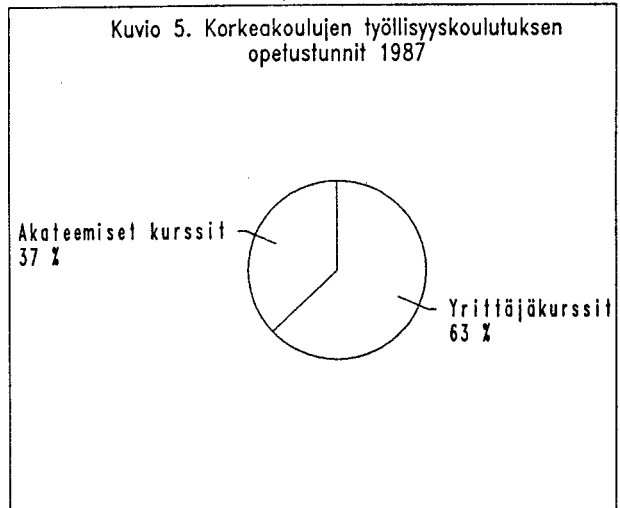 Kuvio 5. Korkeakoulujen työllisyyskoulutuksen
opetustunnit 1987
Akateemiset kurssit
37 %
Yrittäjäkurssit
63 %